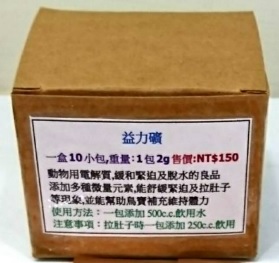 益力礦
一盒10小包,重量:1包2g 售價:NT$150
動物用電解質,緩和緊迫及脫水的良品
添加多種微量元素,能舒緩緊迫及拉肚子
等現象,並能幫助鳥寶補充維持體力
使用方法：一包添加500c.c.飲用水
注意事項：拉肚子時一包添加250c.c.飲用